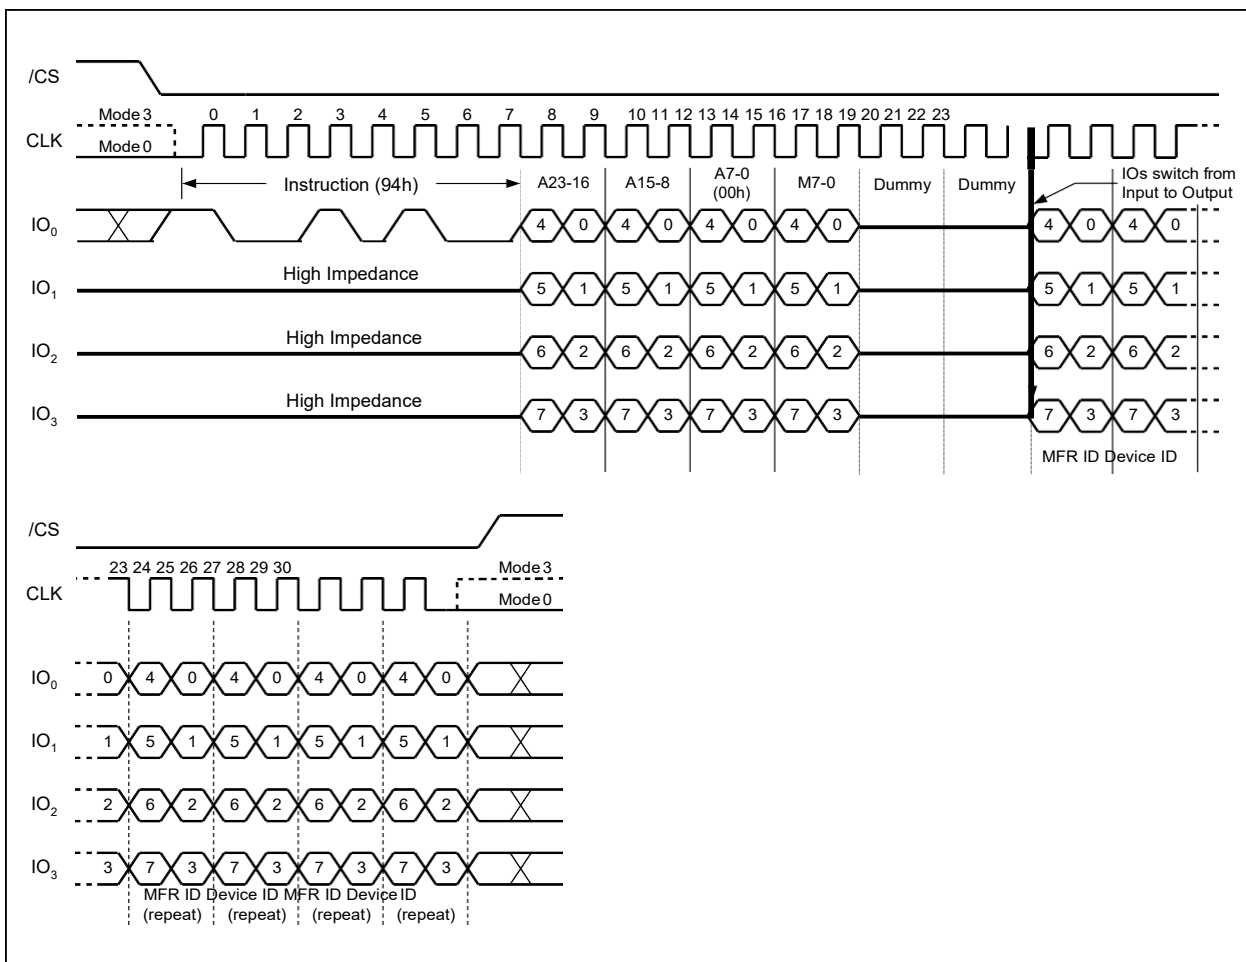 /CS
Mode 3 0 1 2 3 4 5 6 7 8 9 10 11 12 13 14 15 16 17 18 19 20 21 22 23
CLK
Mode 0
Instruction (94h) A23-16 A15-8 A7-0 (00h) M7-0 Dummy Dummy IOs switch from
Input to Output
IO0 4 0 4 0 4 0 4 0 4 0 4 0
High Impedance
IO1 5 1 5 1 5 1 5 1 5 1 5 1
High Impedance
IO2 6 2 6 2 6 2 6 2 6 2 6 2
High Impedance
IO3 7 3 7 3 7 3 7 3 7 3 7 3
MFR ID Device ID
/CS
23 24 25 26 27 28 29 30 Mode 3
CLK
Mode 0
IO0 0 4 0 4 0 4 0 4 0
IO1 1 5 1 5 1 5 1 5 1
IO2 2 6 2 6 2 6 2 6 2
IO3 3 7 3 7 3 7 3 7 3
MFR ID Device ID MFR ID Device ID
(repeat) (repeat) (repeat) (repeat)